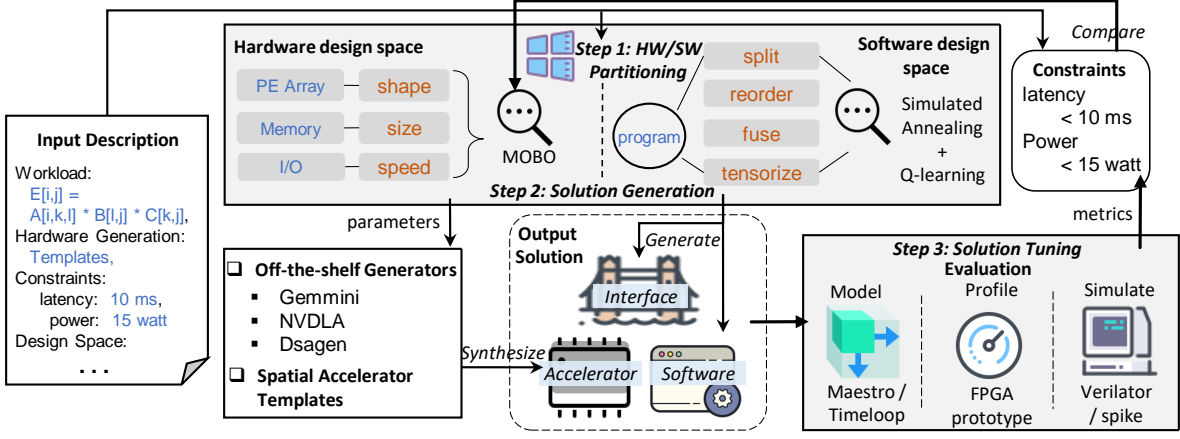 Input Description
Workload:
E[i,j] =
A[i,k,l] * B[l,j] * C[k,j],
Hardware Generation:
Templates,
Constraints:
latency: 10 ms,
power: 15 watt
Design Space:
...
Hardware design space
PE Array
shape
Memory
size
I/O
speed
MOBO
Step 1: HW/SW
Partitioning
program
split
reorder
fuse
tensorize
Software design
space
Simulated
Annealing
+
Q-learning
Step 2: Solution Generation
Compare
Constraints
latency
< 10 ms
Power
< 15 watt
parameters
metrics
❑ Off-the-shelf Generators
▪ Gemmini
▪ NVDLA
▪ Dsagen
❑ Spatial Accelerator
Templates
Synthesize
Output
Solution
Generate
Interface
Accelerator
Software
Step 3: Solution Tuning
Evaluation
Model
Maestro /
Timeloop
Profile
FPGA
prototype
Simulate
Verilator
/ spike